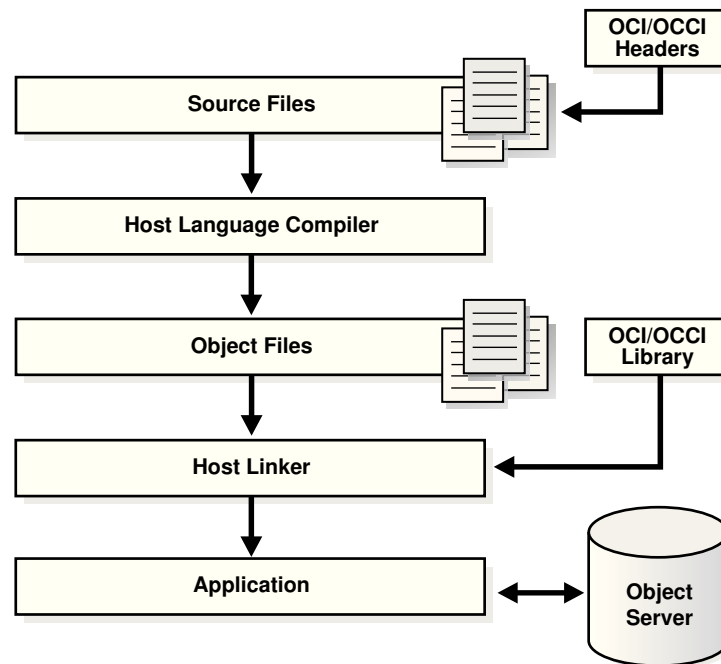 OCI/OCCI
Headers
Source Files
Host Language Compiler
Object Files
OCI/OCCI
Library
Host Linker
Application
Object
Server